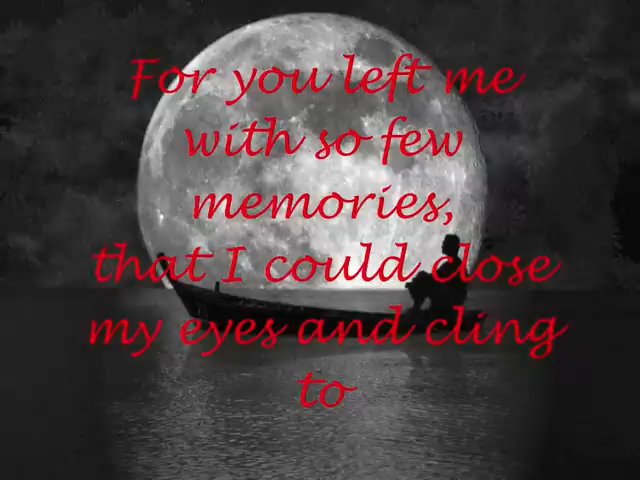 For you left me
with so few
memories,
that I could close
my eyes and cling
to